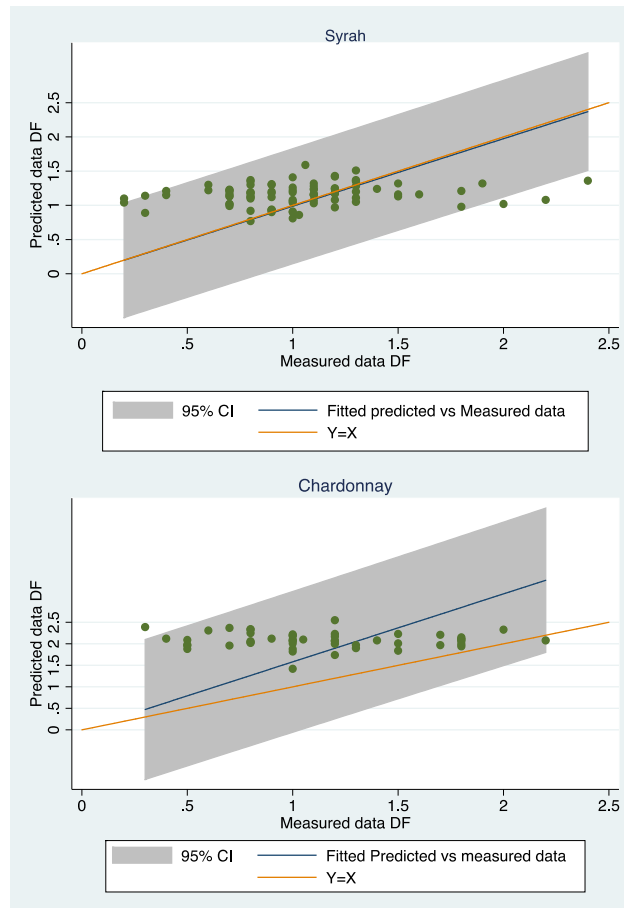 Syrah
Predicted data DF
2.5
2
1.5
1
.5
0
0 .5 1 1.5 2 2.5
Measured data DF
95% CI Fitted predicted vs Measured data
Y=X
Chardonnay
Predicted data DF
2.5
2
1.5
1
.5
0
0 .5 1 1.5 2 2.5
Measured data DF
95% CI Fitted Predicted vs measured data
Y=X